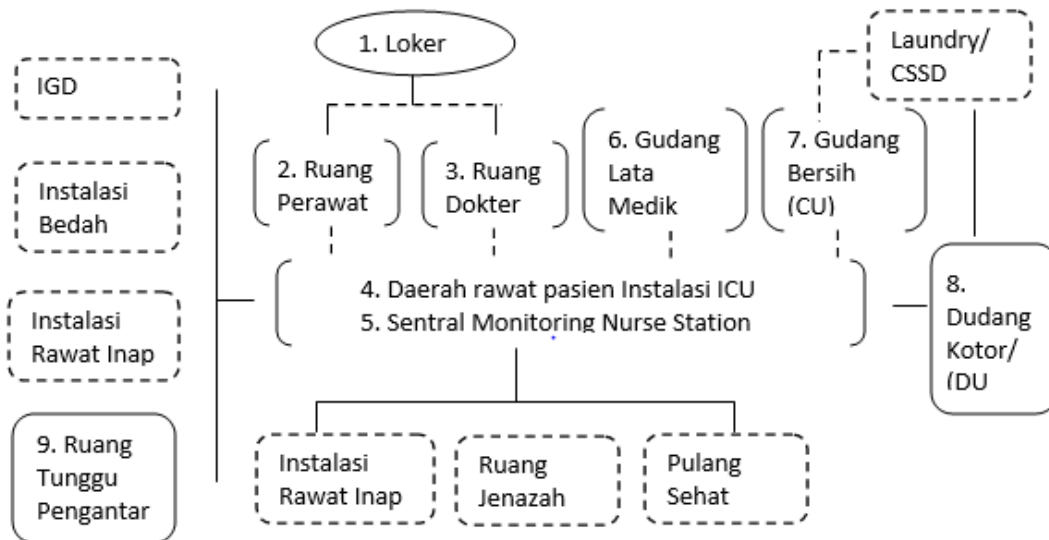 1. Loker
Laundry/
CSSD
IGD
2. Ruang
Perawat
3. Ruang
Dokter
6. Gudang
Lata
Medik
7. Gudang
Bersih
(CU)
Instalasi
Bedah
4. Daerah rawat pasien Instalasi ICU
5. Sentral Monitoring Nurse Station
8.
Dudang
Kotor/
(DU
Instalasi
Rawat Inap
9. Ruang
Tunggu
Pengantar
Instalasi
Rawat Inap
Ruang
Jenazah
Pulang
Sehat